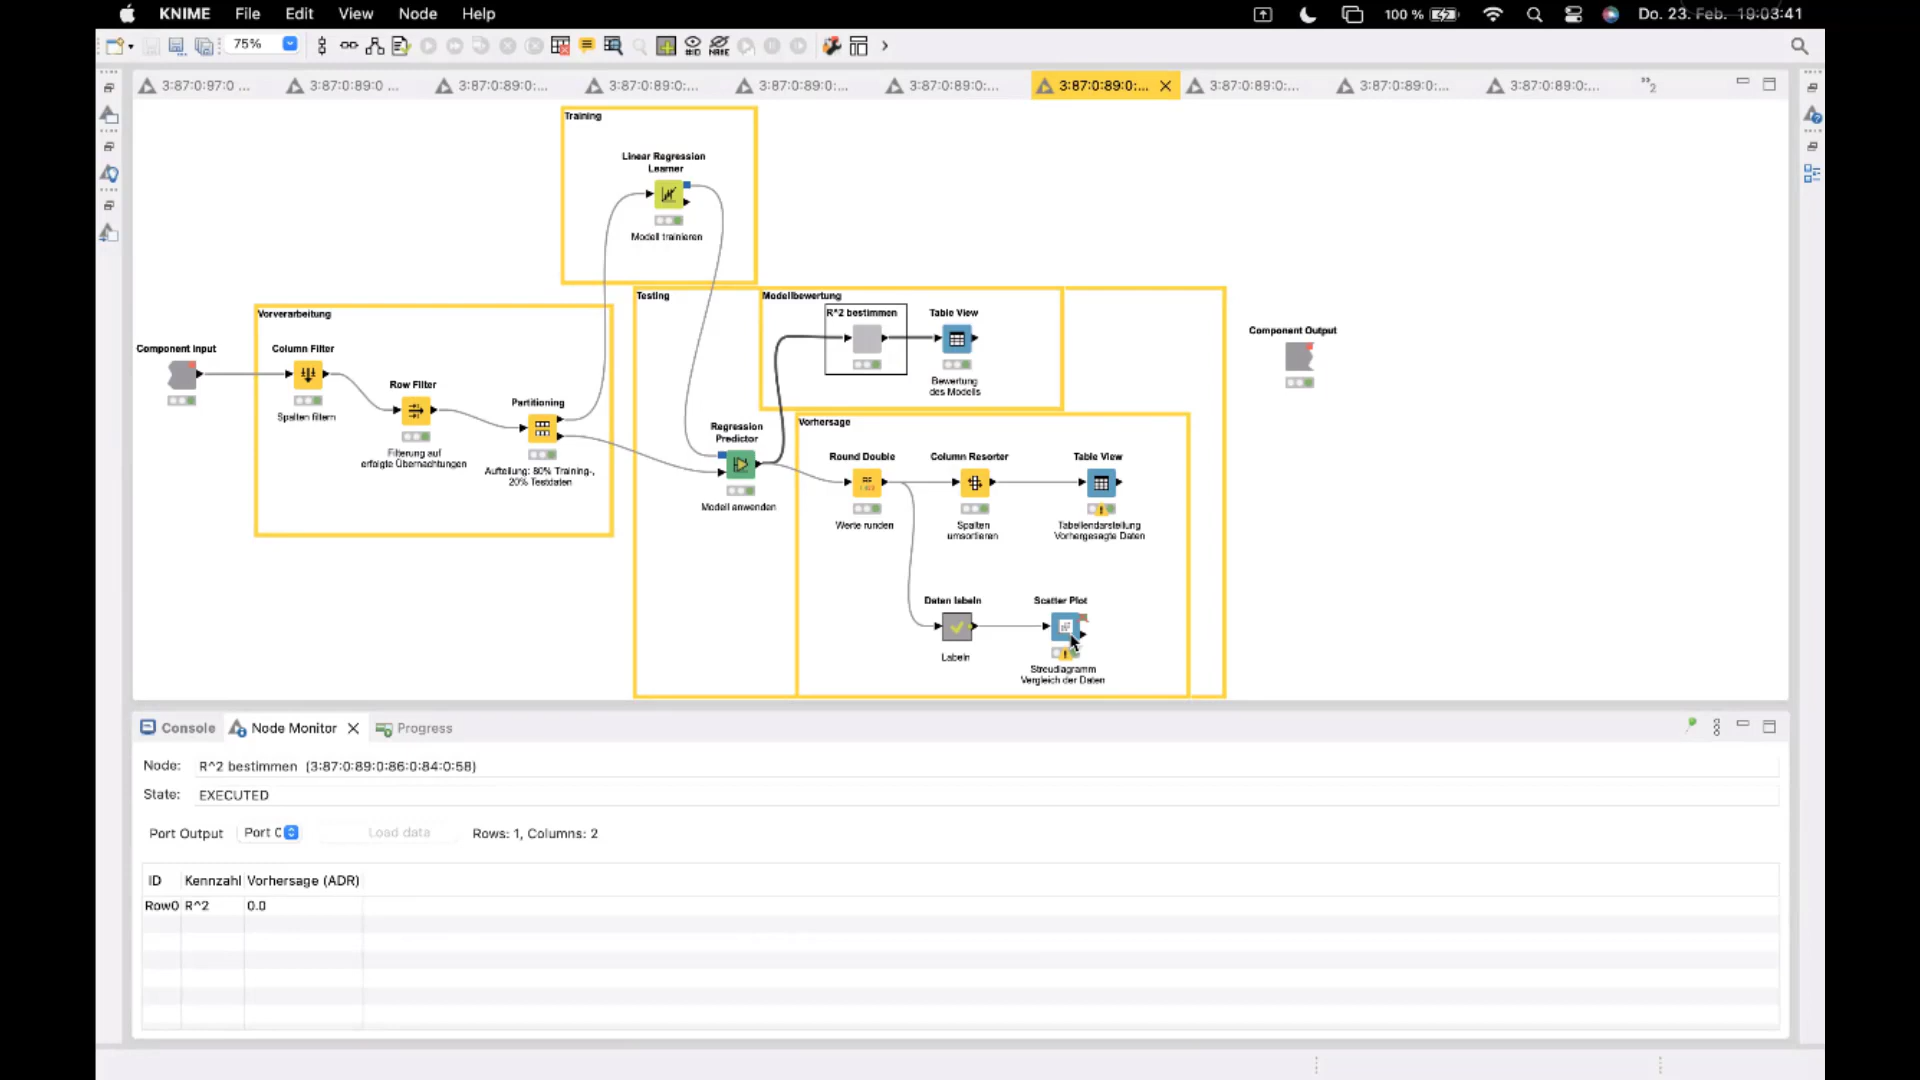 KNIME File Edit View Node Help 100 % Do. 23. Feb. 19:03:41
75%
3:87:0:97:0 ... 3:87:0:89:0 ... 3:87:0:89:0:... 3:87:0:89:0:... 3:87:0:89:0:... 3:87:0:89:0:... 3:87:0:89:0:... 3:87:0:89:0:... 3:87:0:89:0:... 3:87:0:89:0:... »2
Training
Linear Regression
Learner
Modell trainieren
Vorverarbeitung
Component Input
Column Filter
Spalten filtern
Row Filter
Filterung auf
erfolgte Übernachtungen
Partitioning
Aufteilung: 80% Training-,
20% Testdaten
Testing
Regression
Predictor
Modell anwenden
Modellbewertung
R^2 bestimmen
Table View
Bewertung
des Modells
Component Output
Vorhersage
Round Double
Werte runden
Column Resorter
Spalten
umsortieren
Table View
Tabellendarstellung
Vorhergesagte Daten
Daten labeln
Labeln
Scatter Plot
Streudiagramm
Vergleich der Daten
Console Node Monitor Progress
Node: R^2 bestimmen (3:87:0:89:0:86:0:84:0:58)
State: EXECUTED
Port Output Port C Load data Rows: 1, Columns: 2
ID Kennzahl Vorhersage (ADR)
Row0 R^2 0.0